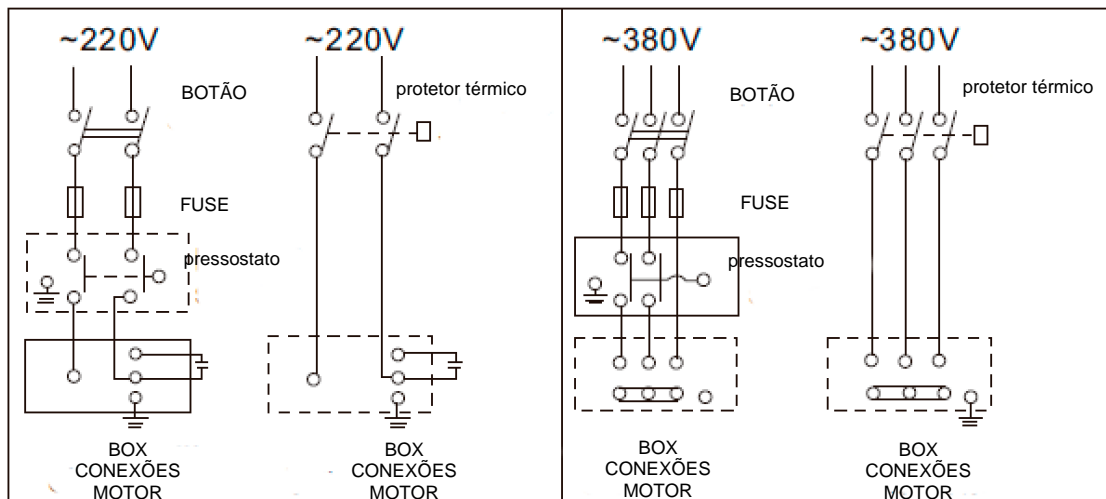 ~220V
~220V
BOTÃO
protetor térmico
FUSE
pressostato
BOX
CONEXÕES
MOTOR
BOX
CONEXÕES
MOTOR
~380V
~380V
BOTÃO
protetor térmico
FUSE
pressostato
BOX
CONEXÕES
MOTOR
BOX
CONEXÕES
MOTOR